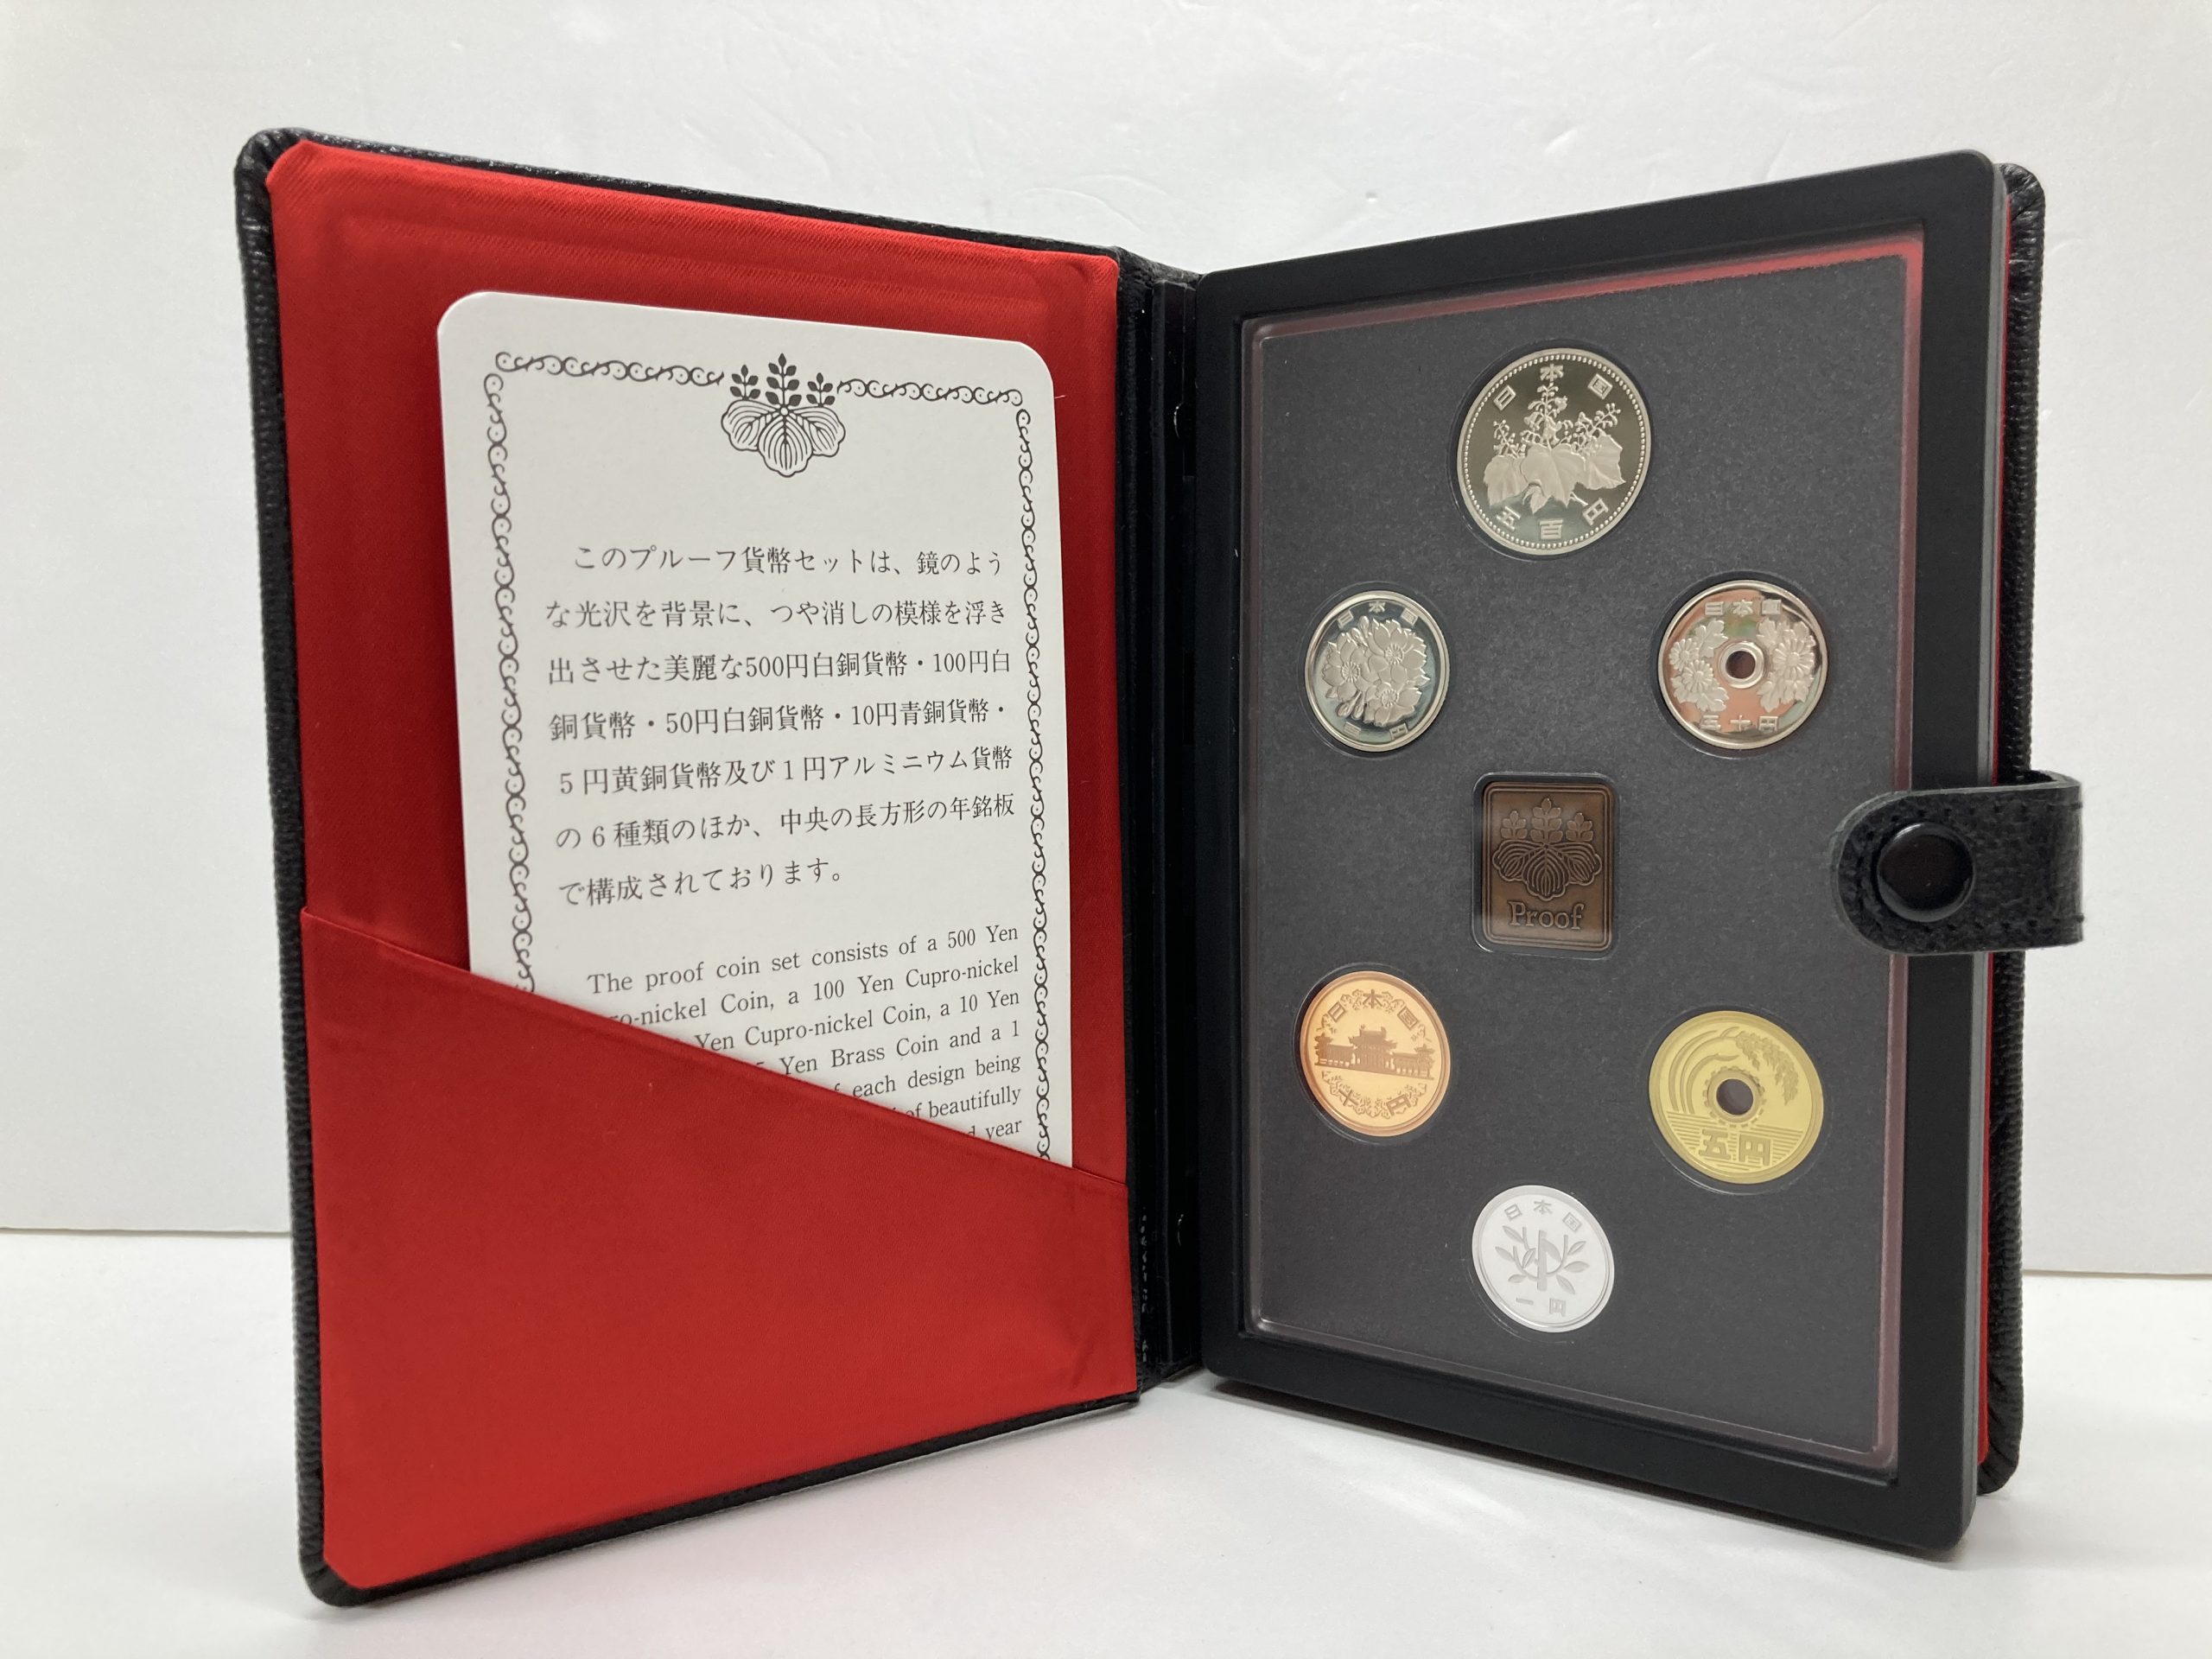 このプルーフ貨幣セットは、鏡のよう
な光沢を背景に、つや消しの模様を浮き
出させた美麗な500円白銅貨幣・100円白
銅貨幣・50円白銅貨幣・10円青銅貨幣・
5円黄銅貨幣及び1円アルミニウム貨幣
の6種類のほか、中央の長方形の年銘板
で構成されております。
The proof coin set consists of a 500 Yen
o-nickel Coin, a 100 Yen Cupro-nickel
Yen Cupro-nickel Coin, a 10 Yen
Yen Brass Coin and a 1
each design being
of beautifully
year
日本国
五百円
日本国
百円
日本国
五十円
Proof
日本国
十円
五円
日本国
一円